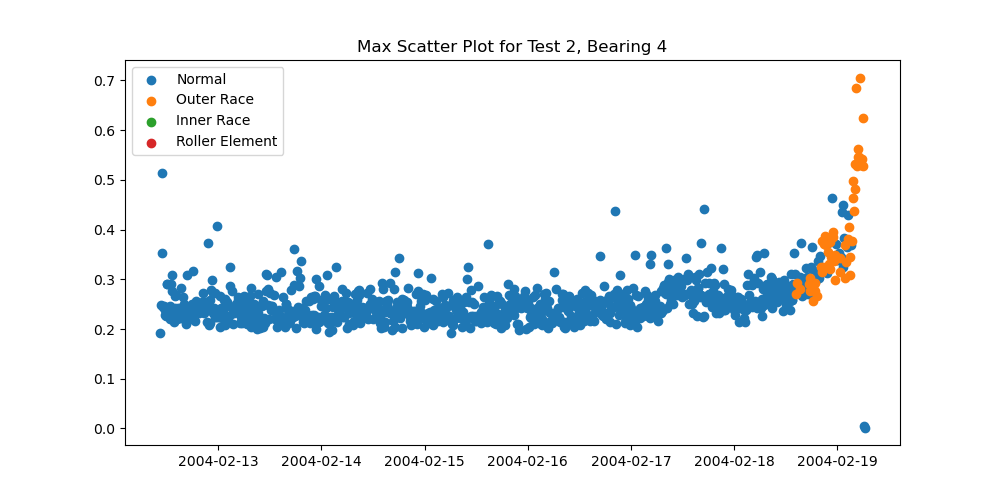 Max Scatter Plot for Test 2, Bearing 4
Normal
Outer Race
Inner Race
Roller Element
0.7
0.6
0.5
0.4
0.3
0.2
0.1
0.0
2004-02-13 2004-02-14 2004-02-15 2004-02-16 2004-02-17 2004-02-18 2004-02-19